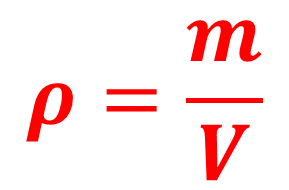 ρ = m/V